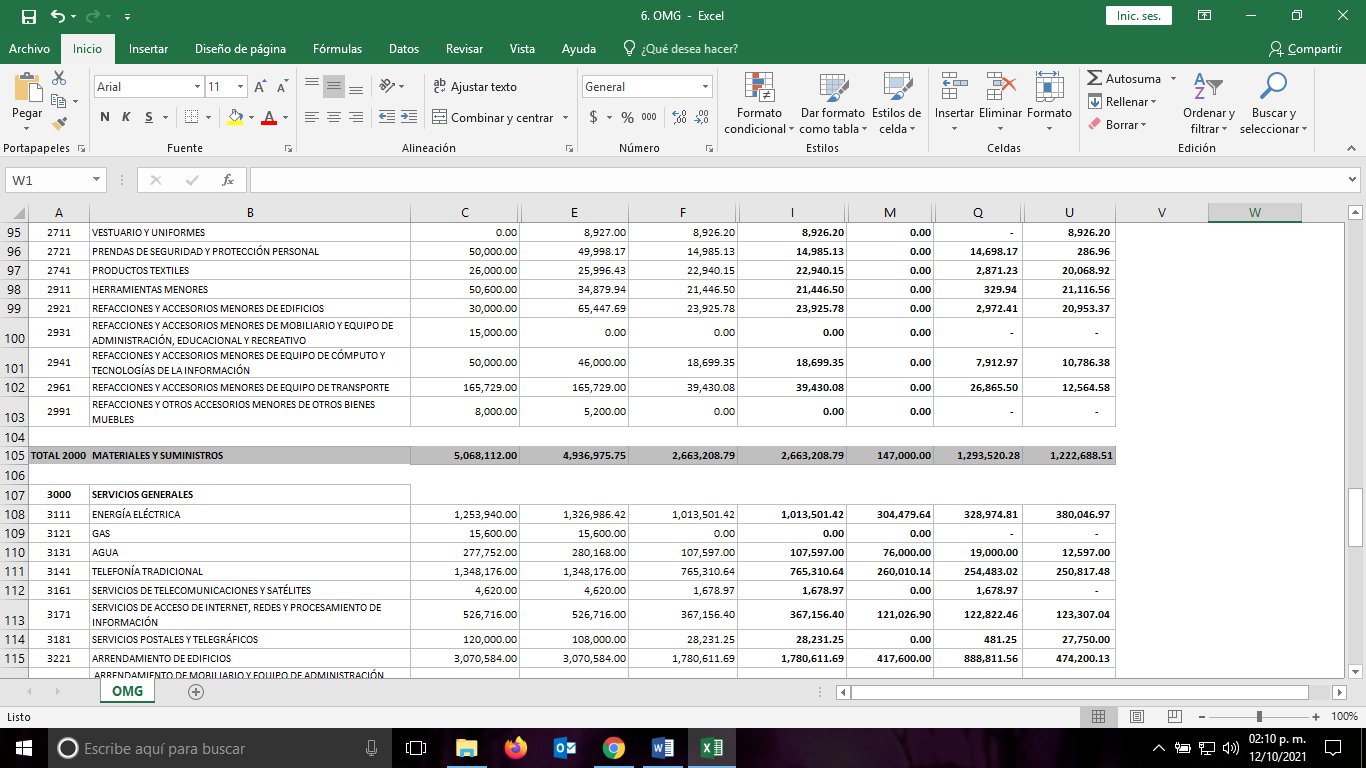 6. OMG - Excel
Inic. ses.
Archivo Inicio Insertar Diseño de página Fórmulas Datos Revisar Vista Ayuda ¿Qué desea hacer? Compartir
Pegar
Arial 11
Ajustar texto
Combinar y centrar
General
N K S
$ % 000
Formato condicional
Dar formato como tabla
Estilos de celda
Insertar Eliminar Formato
Autosuma
Rellenar
Borrar
Ordenar y filtrar
Buscar y seleccionar
Portapapeles Fuente Alineación Número Estilos Celdas Edición
W1 fx
A B C E F I M Q U V W
95 2711 VESTUARIO Y UNIFORMES 0.00 8,927.00 8,926.20 8,926.20 0.00 - 8,926.20
96 2721 PRENDAS DE SEGURIDAD Y PROTECCIÓN PERSONAL 50,000.00 49,998.17 14,985.13 14,985.13 0.00 14,698.17 286.96
97 2741 PRODUCTOS TEXTILES 26,000.00 25,996.43 22,940.15 22,940.15 0.00 2,871.23 20,068.92
98 2911 HERRAMIENTAS MENORES 50,600.00 34,879.94 21,446.50 21,446.50 0.00 329.94 21,116.56
99 2921 REFACCIONES Y ACCESORIOS MENORES DE EDIFICIOS 30,000.00 65,447.69 23,925.78 23,925.78 0.00 2,972.41 20,953.37
100 2931 REFACCIONES Y ACCESORIOS MENORES DE MOBILIARIO Y EQUIPO DE
ADMINISTRACIÓN, EDUCACIONAL Y RECREATIVO 15,000.00 0.00 0.00 0.00 0.00 - -
101 2941 REFACCIONES Y ACCESORIOS MENORES DE EQUIPO DE CÓMPUTO Y
TECNOLOGÍAS DE LA INFORMACIÓN 50,000.00 46,000.00 18,699.35 18,699.35 0.00 7,912.97 10,786.38
102 2961 REFACCIONES Y ACCESORIOS MENORES DE EQUIPO DE TRANSPORTE 165,729.00 165,729.00 39,430.08 39,430.08 0.00 26,865.50 12,564.58
103 2991 REFACCIONES Y OTROS ACCESORIOS MENORES DE OTROS BIENES
MUEBLES 8,000.00 5,200.00 0.00 0.00 0.00 - -
104
105 TOTAL 2000 MATERIALES Y SUMINISTROS 5,068,112.00 4,936,975.75 2,663,208.79 2,663,208.79 147,000.00 1,293,520.28 1,222,688.51
106
107 3000 SERVICIOS GENERALES
108 3111 ENERGÍA ELÉCTRICA 1,253,940.00 1,326,986.42 1,013,501.42 1,013,501.42 304,479.64 328,974.81 380,046.97
109 3121 GAS 15,600.00 15,600.00 0.00 0.00 0.00 - -
110 3131 AGUA 277,752.00 280,168.00 107,597.00 107,597.00 76,000.00 19,000.00 12,597.00
111 3141 TELEFONÍA TRADICIONAL 1,348,176.00 1,348,176.00 765,310.64 765,310.64 260,010.14 254,483.02 250,817.48
112 3161 SERVICIOS DE TELECOMUNICACIONES Y SATÉLITES 4,620.00 4,620.00 1,678.97 1,678.97 0.00 1,678.97 -
113 3171 SERVICIOS DE ACCESO DE INTERNET, REDES Y PROCESAMIENTO DE
INFORMACIÓN 526,716.00 526,716.00 367,156.40 367,156.40 121,026.90 122,822.46 123,307.04
114 3181 SERVICIOS POSTALES Y TELEGRÁFICOS 120,000.00 108,000.00 28,231.25 28,231.25 0.00 481.25 27,750.00
115 3221 ARRENDAMIENTO DE EDIFICIOS 3,070,584.00 3,070,584.00 1,780,611.69 1,780,611.69 417,600.00 888,811.56 474,200.13
ARRENDAMIENTO DE MOBILIARIO Y EQUIPO DE ADMINISTRACIÓN
OMG
Listo 100%
Escribe aquí para buscar
02:10 p. m.
12/10/2021